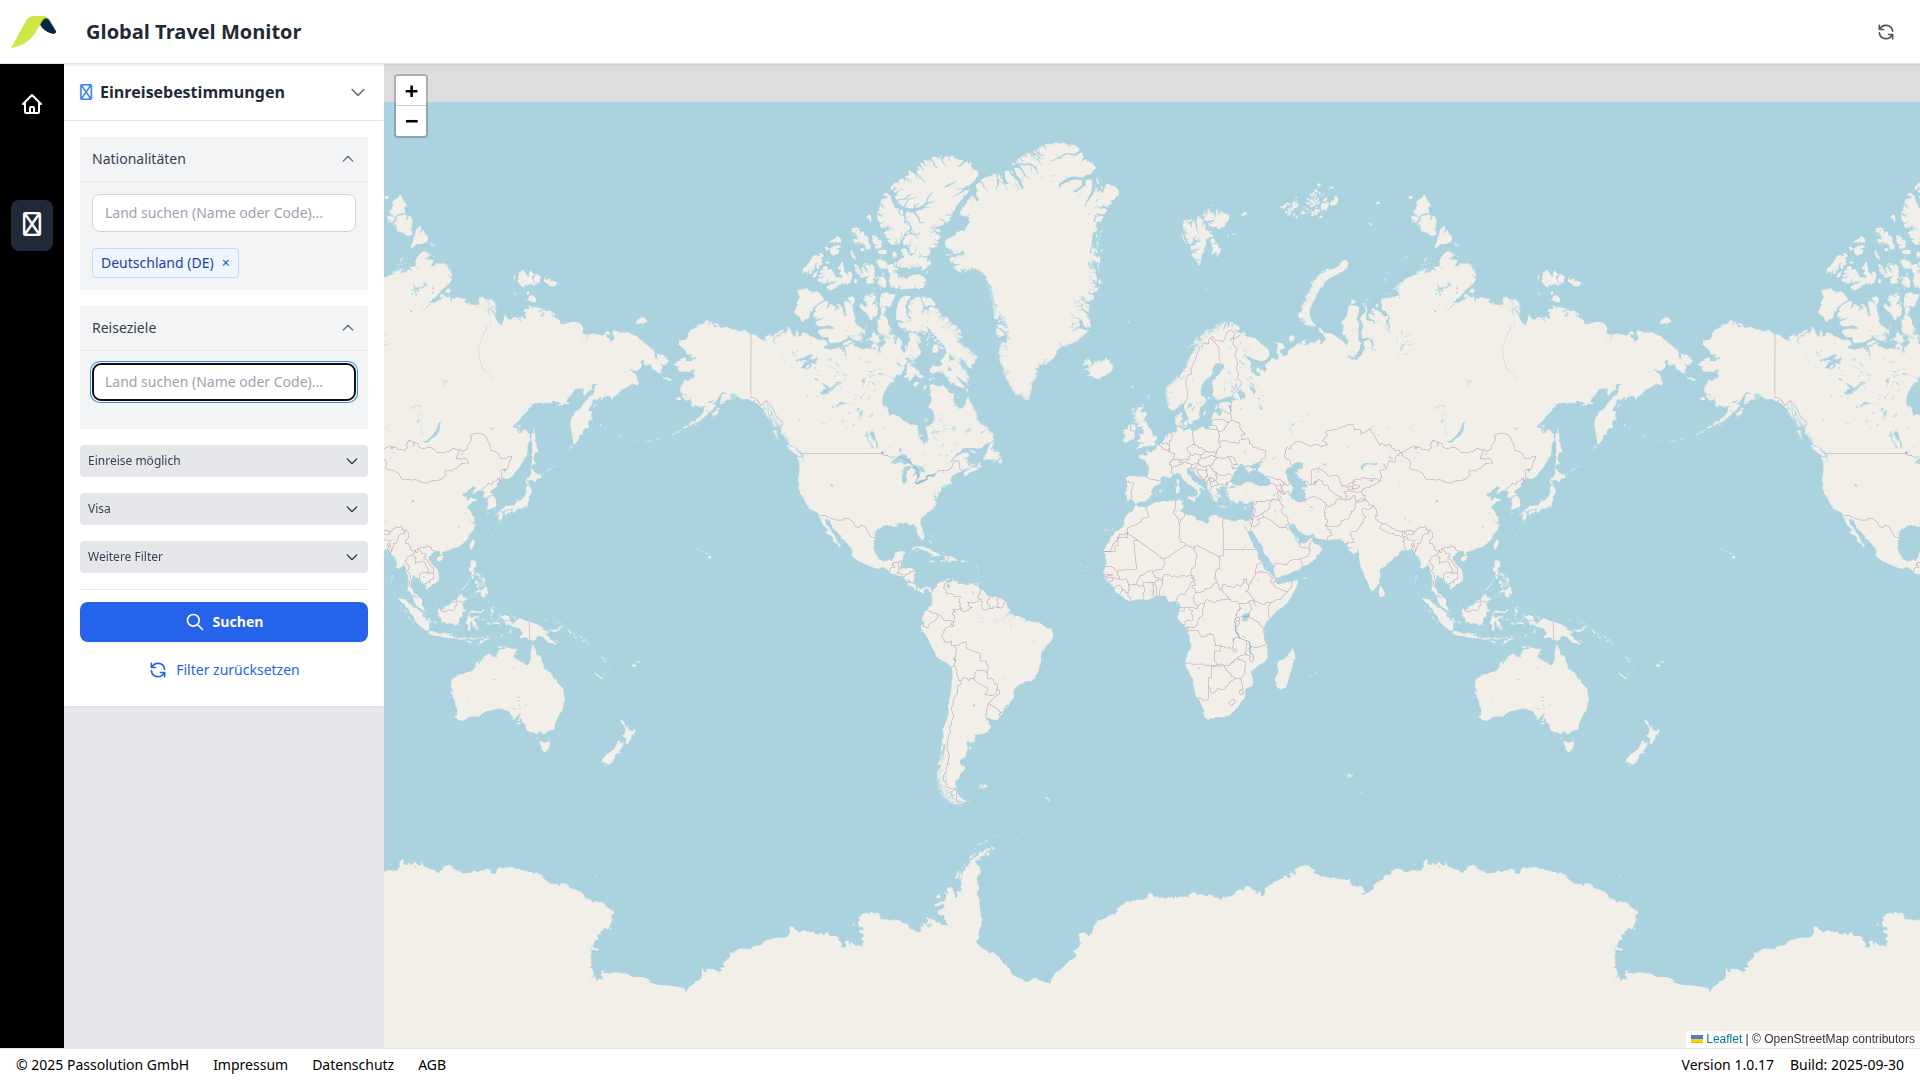 Global Travel Monitor
Einreisebestimmungen
Nationalitäten
Land suchen (Name oder Code)...
Deutschland (DE) ×
Reiseziele
Land suchen (Name oder Code)...
Einreise möglich
Visa
Weitere Filter
Suchen
Filter zurücksetzen
+
−
Leaflet | © OpenStreetMap contributors
© 2025 Passolution GmbH Impressum Datenschutz AGB
Version 1.0.17 Build: 2025-09-30